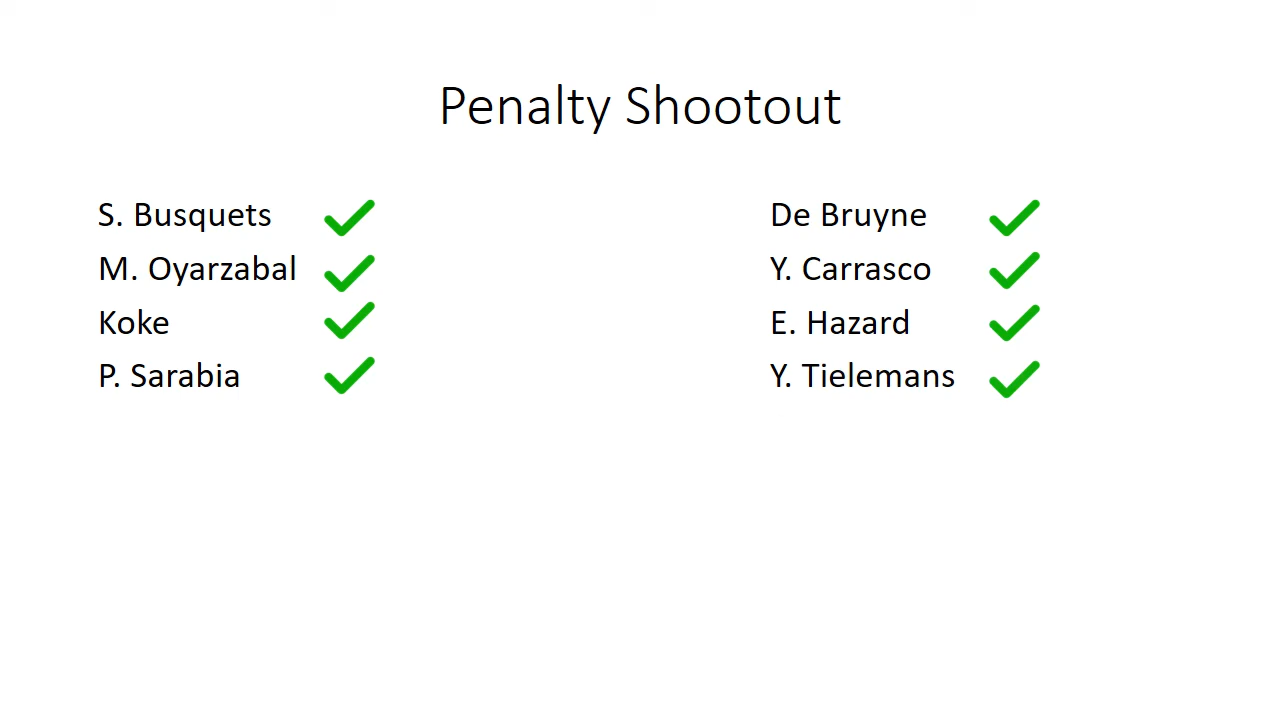 Penalty Shootout
S. Busquets
M. Oyarzabal
Koke
P. Sarabia
De Bruyne
Y. Carrasco
E. Hazard
Y. Tielemans